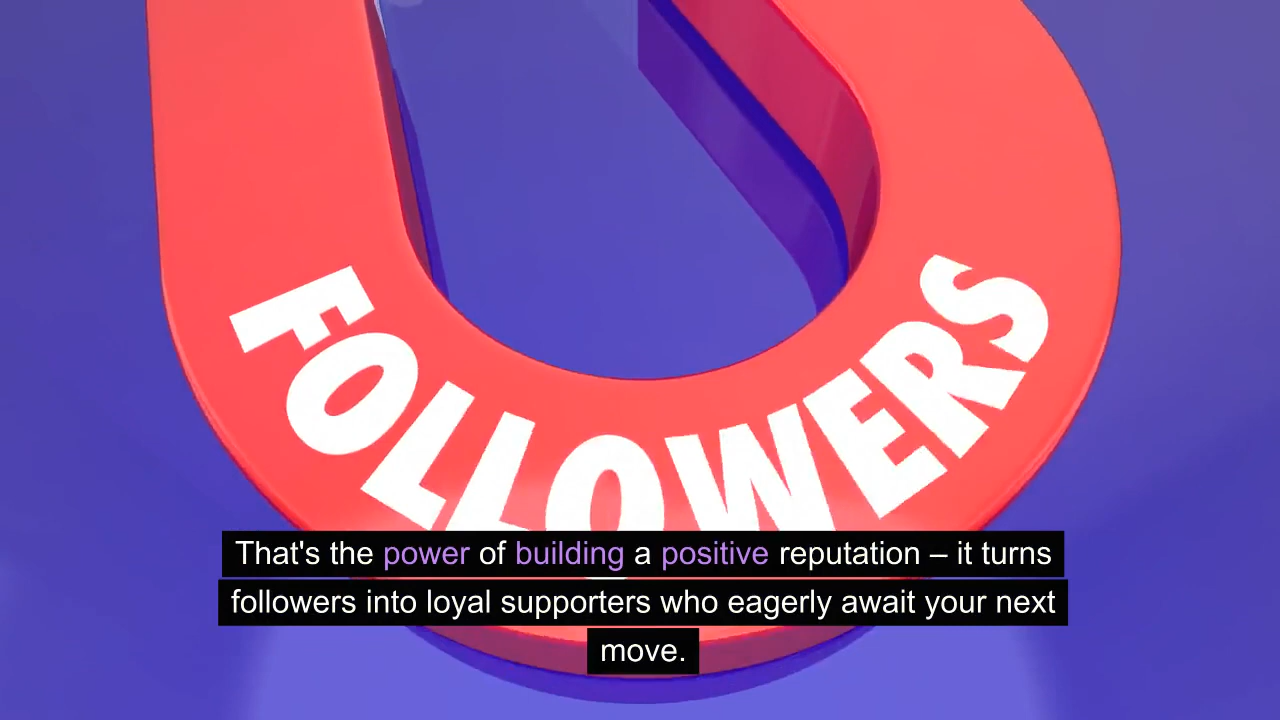 FOLLOWERS
That's the power of building a positive reputation – it turns
followers into loyal supporters who eagerly await your next
move.